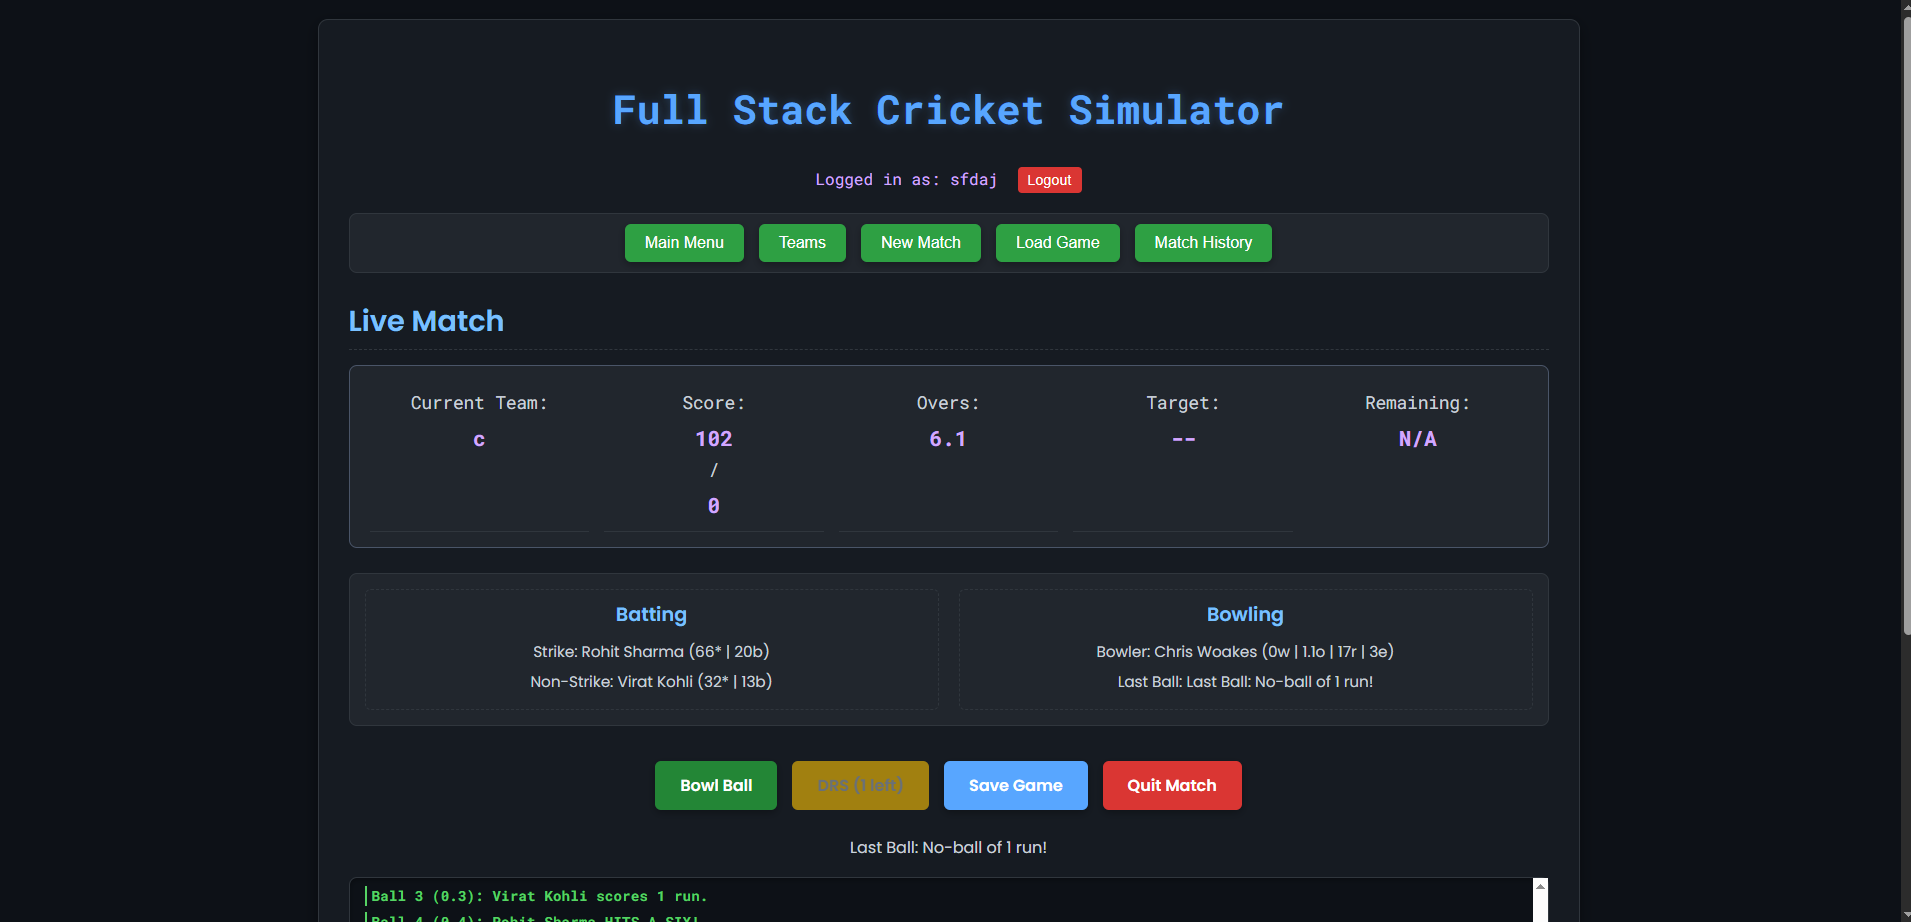 Full Stack Cricket Simulator
Logged in as: sfdaj Logout
Main Menu Teams New Match Load Game Match History
Live Match
Current Team: Score: Overs: Target: Remaining:
c 102 6.1 -- N/A
/
0
Batting
Strike: Rohit Sharma (66* | 20b)
Non-Strike: Virat Kohli (32* | 13b)
Bowling
Bowler: Chris Woakes (0w | 1.1o | 17r | 3e)
Last Ball: Last Ball: No-ball of 1 run!
Bowl Ball DRS (1 left) Save Game Quit Match
Last Ball: No-ball of 1 run!
Ball 3 (0.3): Virat Kohli scores 1 run.
Ball 4 (0.4): Rohit Sharma HITS A SIX!